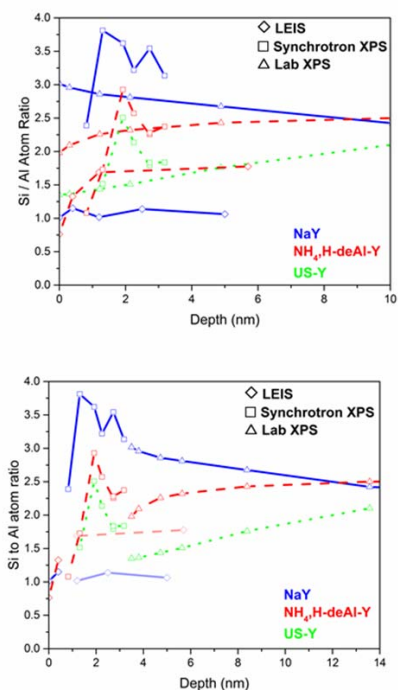 4.0
3.5
3.0
2.5
2.0
1.5
1.0
0.5
0.0
Si / Al Atom Ratio
LEIS
Synchrotron XPS
Lab XPS
NaY
NH₄,H-deAl-Y
US-Y
0 2 4 6 8 10
Depth (nm)
4.0
3.5
3.0
2.5
2.0
1.5
1.0
0.5
0.0
Si to Al atom ratio
LEIS
Synchrotron XPS
Lab XPS
NaY
NH₄,H-deAl-Y
US-Y
0 2 4 6 8 10 12 14
Depth (nm)